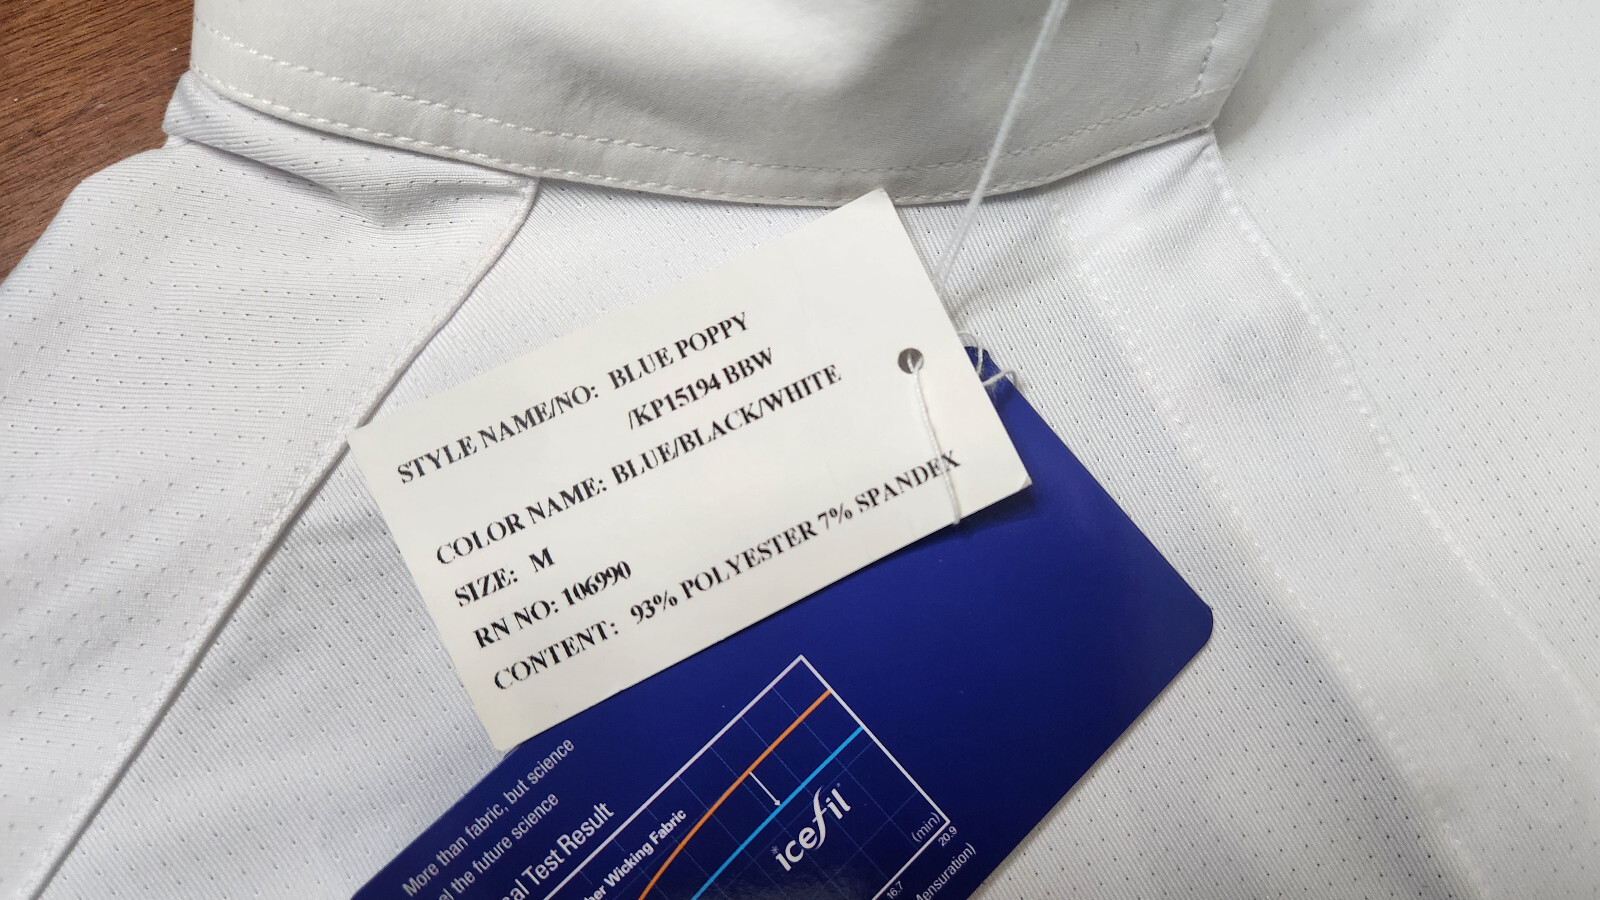 STYLE NAME/NO: BLUE POPPY
/KP15194 BBW
COLOR NAME: BLUE/BLACK/WHITE
SIZE: M
RN NO: 106990
CONTENT: 93% POLYESTER 7% SPANDEX
More than fabric, but science
the future science
Test Result
Wicking Fabric
icefil
(min)
20.9
16.7